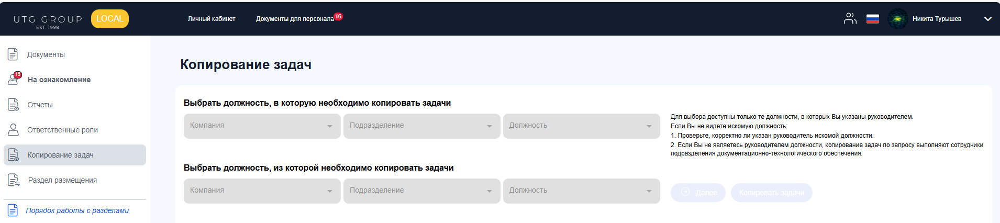 UTG GROUP
EST. 1998
LOCAL
Личный кабинет
Документы для персонала
16
Никита Турышев
Документы
16
На ознакомление
Отчеты
Ответственные роли
Копирование задач
Раздел размещения
Порядок работы с разделами
Копирование задач
Выбрать должность, в которую необходимо копировать задачи
Компания
Подразделение
Должность
Для выбора доступны только те должности, в которых Вы указаны руководителем.
Если Вы не видете искомую должность:
1. Проверьте, корректно ли указан руководитель искомой должности.
2. Если Вы не являетесь руководителем должности, копирование задач по запросу выполняют сотрудники
подразделения документационно-технологического обеспечения.
Выбрать должность, из которой необходимо копировать задачи
Компания
Подразделение
Должность
Далее
Копировать задачи